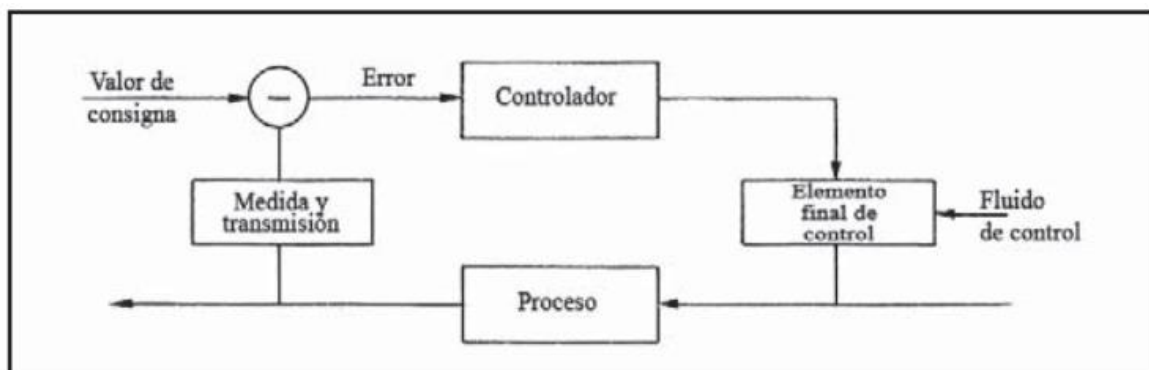 Valor de
consigna
Error
Controlador
Medida y
transmisión
Elemento
final de
control
Fluido
de control
Proceso